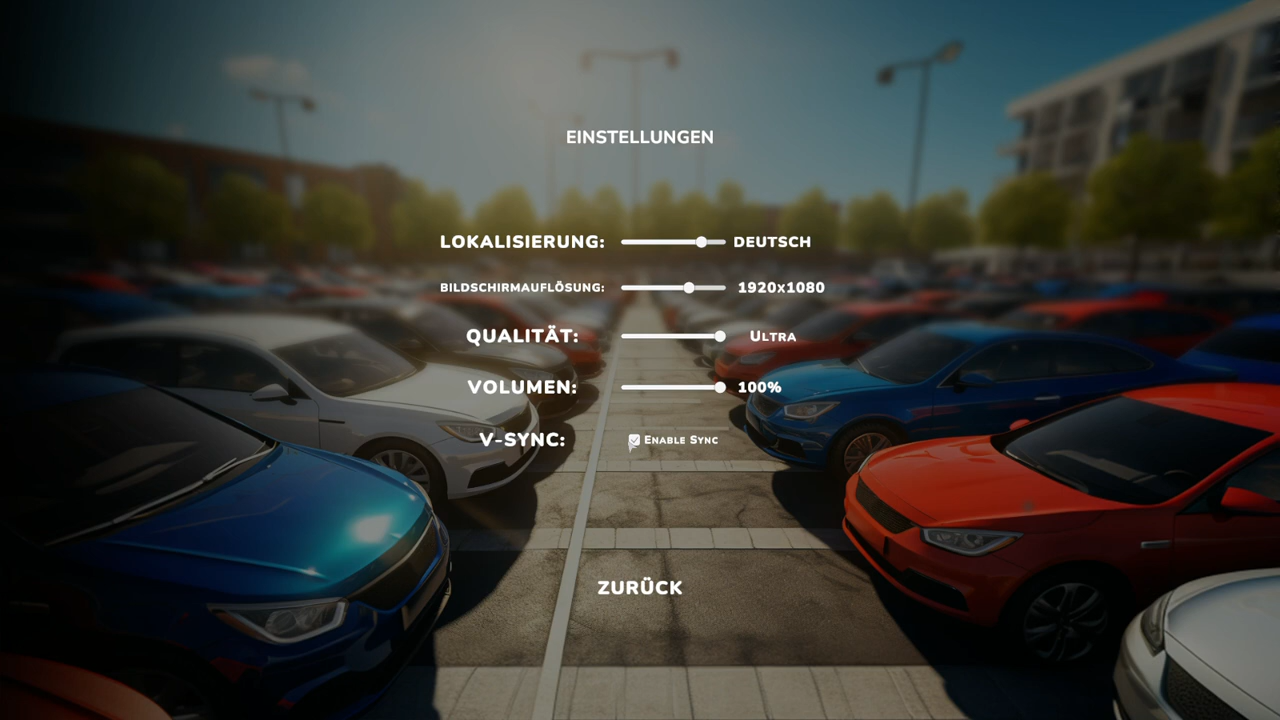 EINSTELLUNGEN
LOKALISIERUNG: DEUTSCH
BILDSCHIRMAUFLÖSUNG: 1920x1080
QUALITÄT: Ultra
VOLUMEN: 100%
V-SYNC: Enable Sync
ZURÜCK